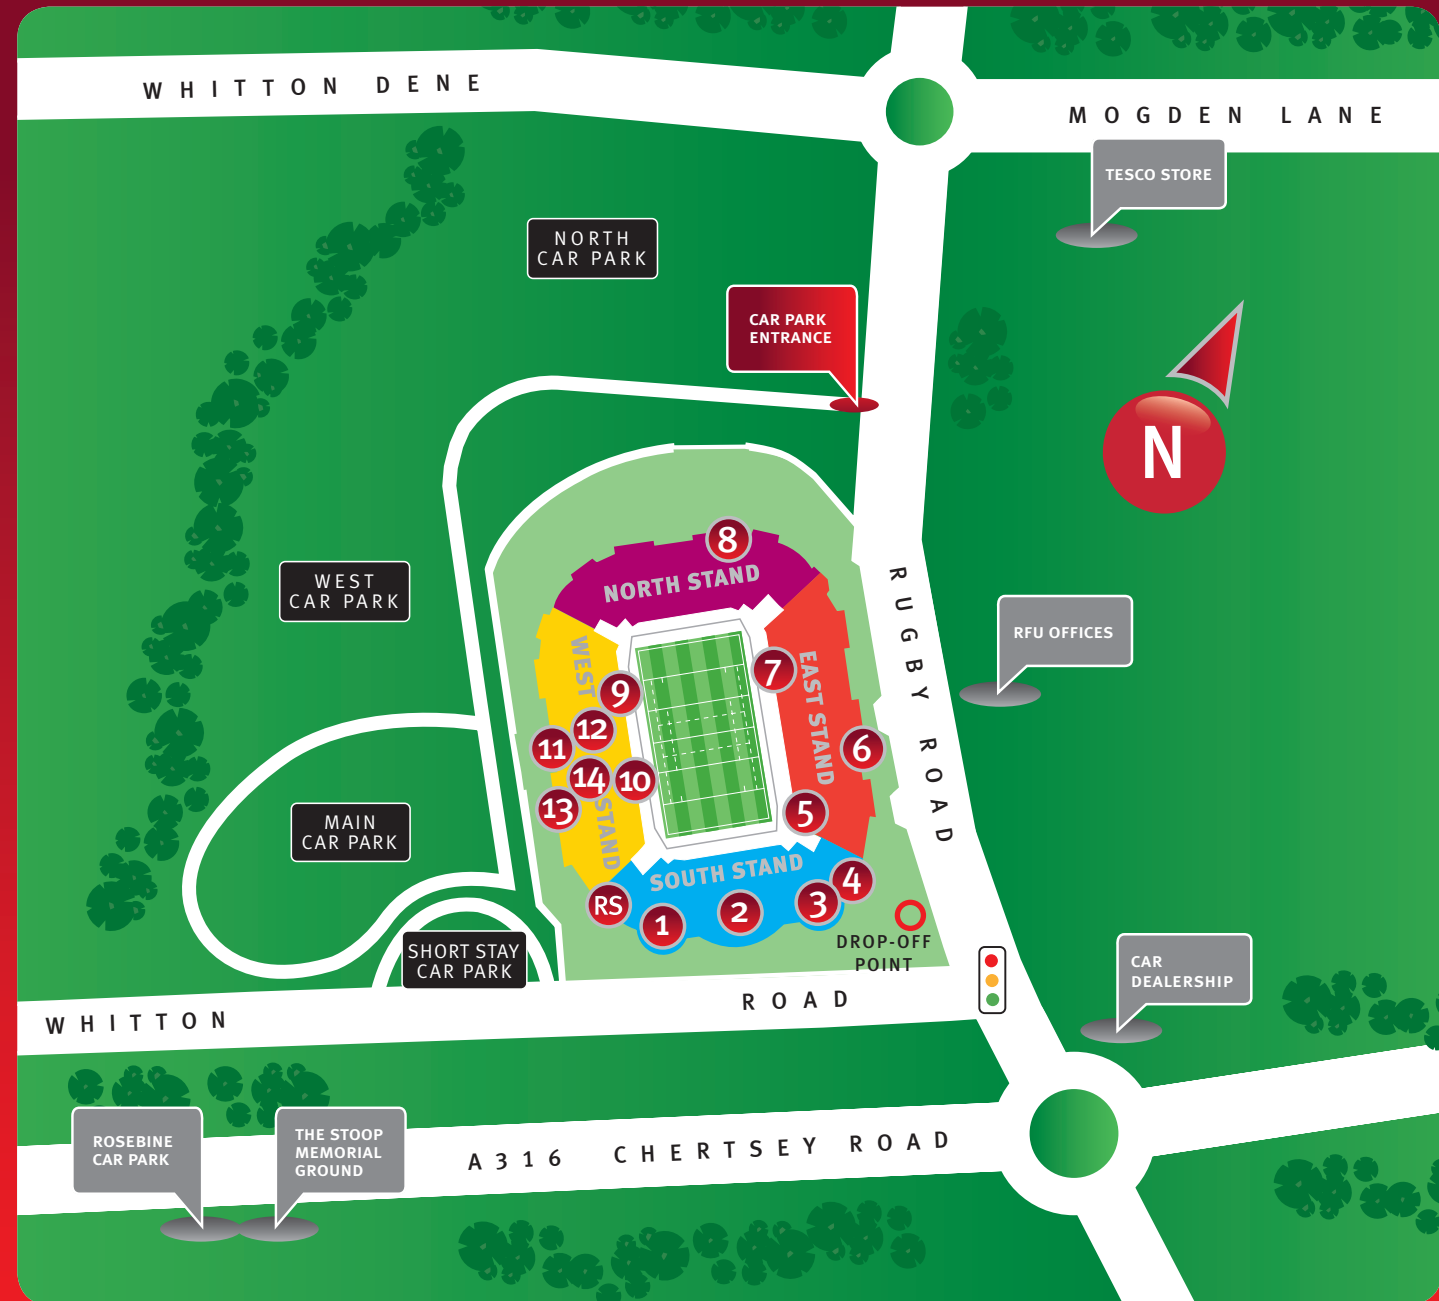 WHITTON DENE
MOGDEN LANE
TESCO STORE
NORTH
CAR PARK
CAR PARK
ENTRANCE
N
8
NORTH STAND
WEST
CAR PARK
RUGBY ROAD
RFU OFFICES
WEST STAND
EAST STAND
7
9
12
11
6
14
10
13
5
MAIN
CAR PARK
SOUTH STAND
4
RS
3
2
1
DROP-OFF
POINT
SHORT STAY
CAR PARK
CAR
DEALERSHIP
WHITTON ROAD
ROSEBINE
CAR PARK
THE STOOP
MEMORIAL
GROUND
A316 CHERTSEY ROAD